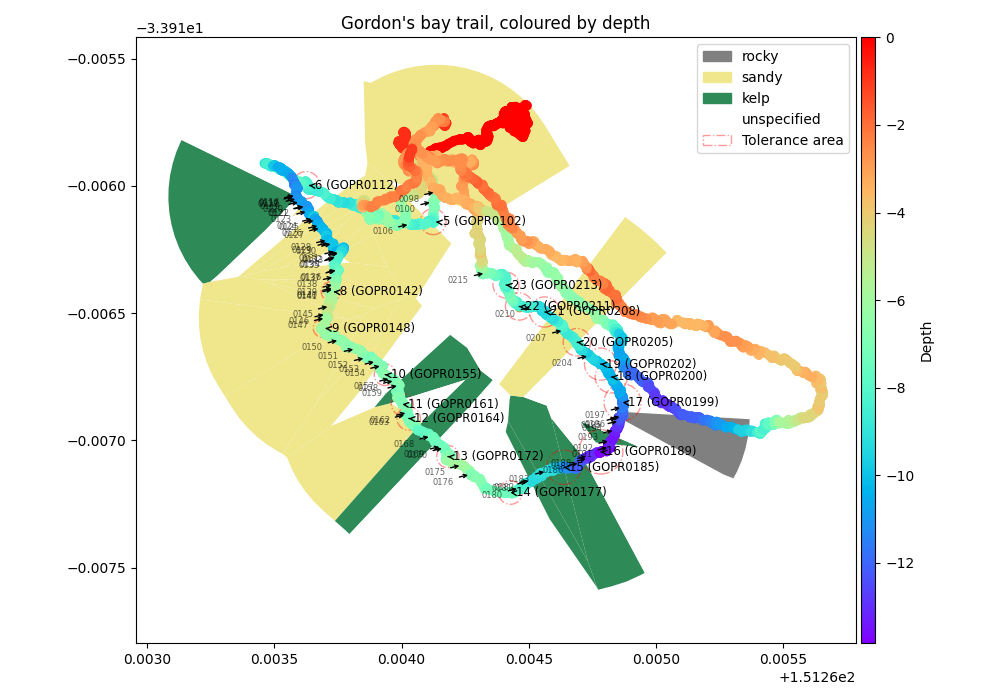 Gordon's bay trail, coloured by depth
−3.391e1
rocky
sandy
kelp
unspecified
Tolerance area
−0.0055
−0.0060
−0.0065
−0.0070
−0.0075
0.0030
0.0035
0.0040
0.0045
0.0050
0.0055
+1.5126e2
0
−2
−4
−6
−8
−10
−12
Depth
6 (GOPR0112)
0098
0100
5 (GOPR0102)
0106
0215
23 (GOPR0213)
8 (GOPR0142)
22 (GOPR0211)
0210
21 (GOPR0208)
0145
0147
9 (GOPR0148)
0207
20 (GOPR0205)
0150
0151
0152
0154
0204
19 (GOPR0202)
10 (GOPR0155)
18 (GOPR0200)
0159
11 (GOPR0161)
17 (GOPR0199)
0163
12 (GOPR0164)
0197
0193
0168
16 (GOPR0189)
13 (GOPR0172)
0175
15 (GOPR0185)
0176
0180
14 (GOPR0177)